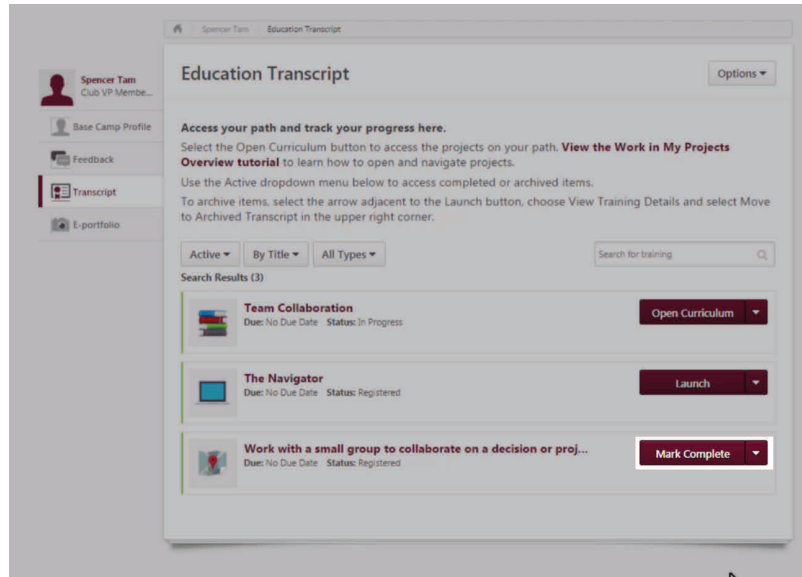 Spencer Tam Education Transcript
Spencer Tam
Club VP Membe...
Base Camp Profile
Feedback
Transcript
E-portfolio
Education Transcript
Options
Access your path and track your progress here.
Select the Open Curriculum button to access the projects on your path. View the Work in My Projects
Overview tutorial to learn how to open and navigate projects.
Use the Active dropdown menu below to access completed or archived items.
To archive items, select the arrow adjacent to the Launch button, choose View Training Details and select Move
to Archived Transcript in the upper right corner.
Active By Title All Types Search for training
Search Results (3)
Team Collaboration
Due: No Due Date Status: In Progress
Open Curriculum
The Navigator
Due: No Due Date Status: Registered
Launch
Work with a small group to collaborate on a decision or proj...
Due: No Due Date Status: Registered
Mark Complete